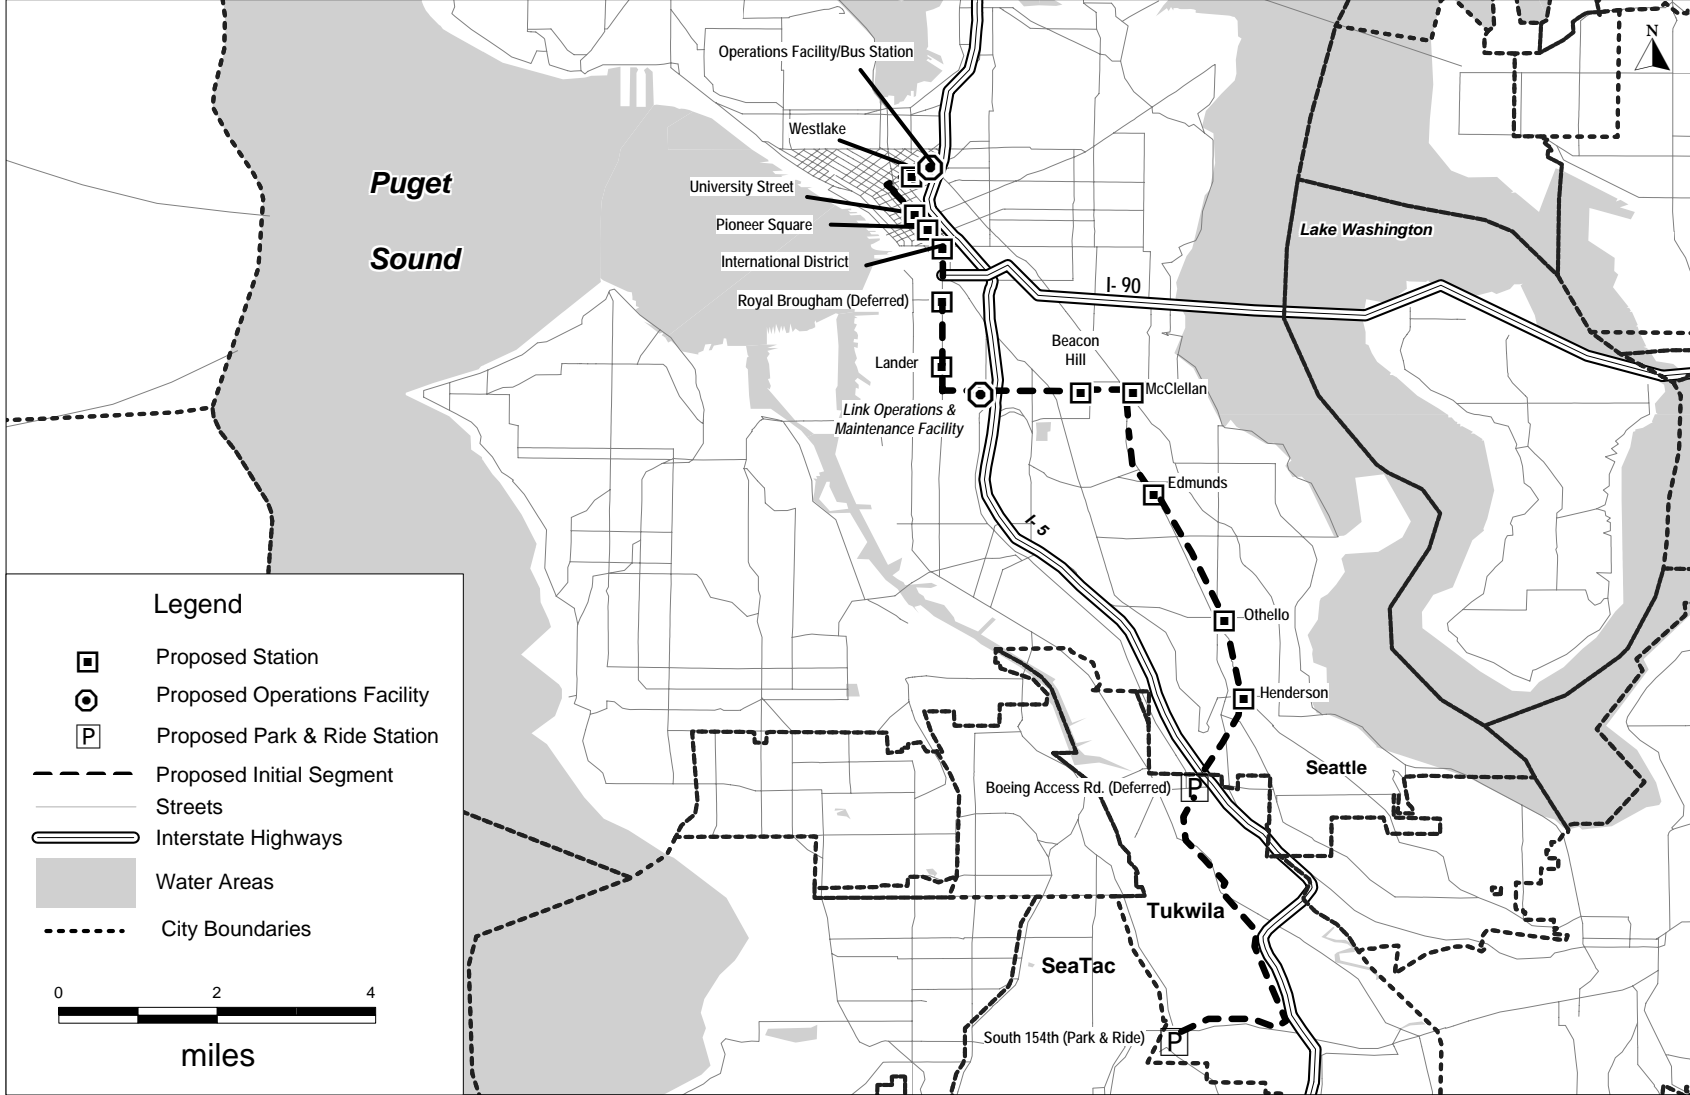 Operations Facility/Bus Station
N
Westlake
Puget
Sound
University Street
Pioneer Square
International District
Lake Washington
I- 90
Royal Brougham (Deferred)
Beacon
Hill
Lander
McClellan
Link Operations &
Maintenance Facility
Edmunds
I- 5
Othello
Henderson
Seattle
Boeing Access Rd. (Deferred)
P
Tukwila
SeaTac
South 154th (Park & Ride)
P
Legend
Proposed Station
Proposed Operations Facility
P
Proposed Park & Ride Station
Proposed Initial Segment
Streets
Interstate Highways
Water Areas
City Boundaries
0 2 4
miles